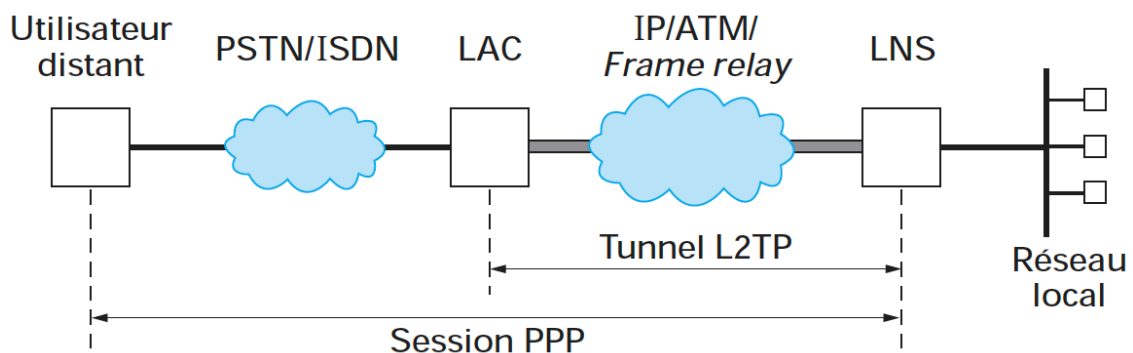 Utilisateur
distant
PSTN/ISDN
LAC
IP/ATM/
Frame relay
LNS
Tunnel L2TP
Réseau
local
Session PPP